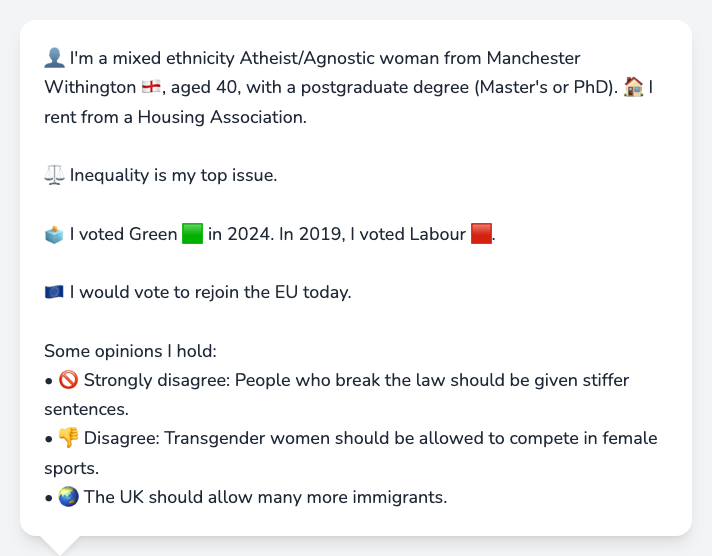 👤 I'm a mixed ethnicity Atheist/Agnostic woman from Manchester
Withington 🏴󠁧󠁢󠁥󠁮󠁧󠁿, aged 40, with a postgraduate degree (Master's or PhD). 🏠 I
rent from a Housing Association.
⚖️ Inequality is my top issue.
🗳️ I voted Green 🟩 in 2024. In 2019, I voted Labour 🟥.
🇪🇺 I would vote to rejoin the EU today.
Some opinions I hold:
• 🚫 Strongly disagree: People who break the law should be given stiffer
sentences.
• 👎 Disagree: Transgender women should be allowed to compete in female
sports.
• 🌏 The UK should allow many more immigrants.